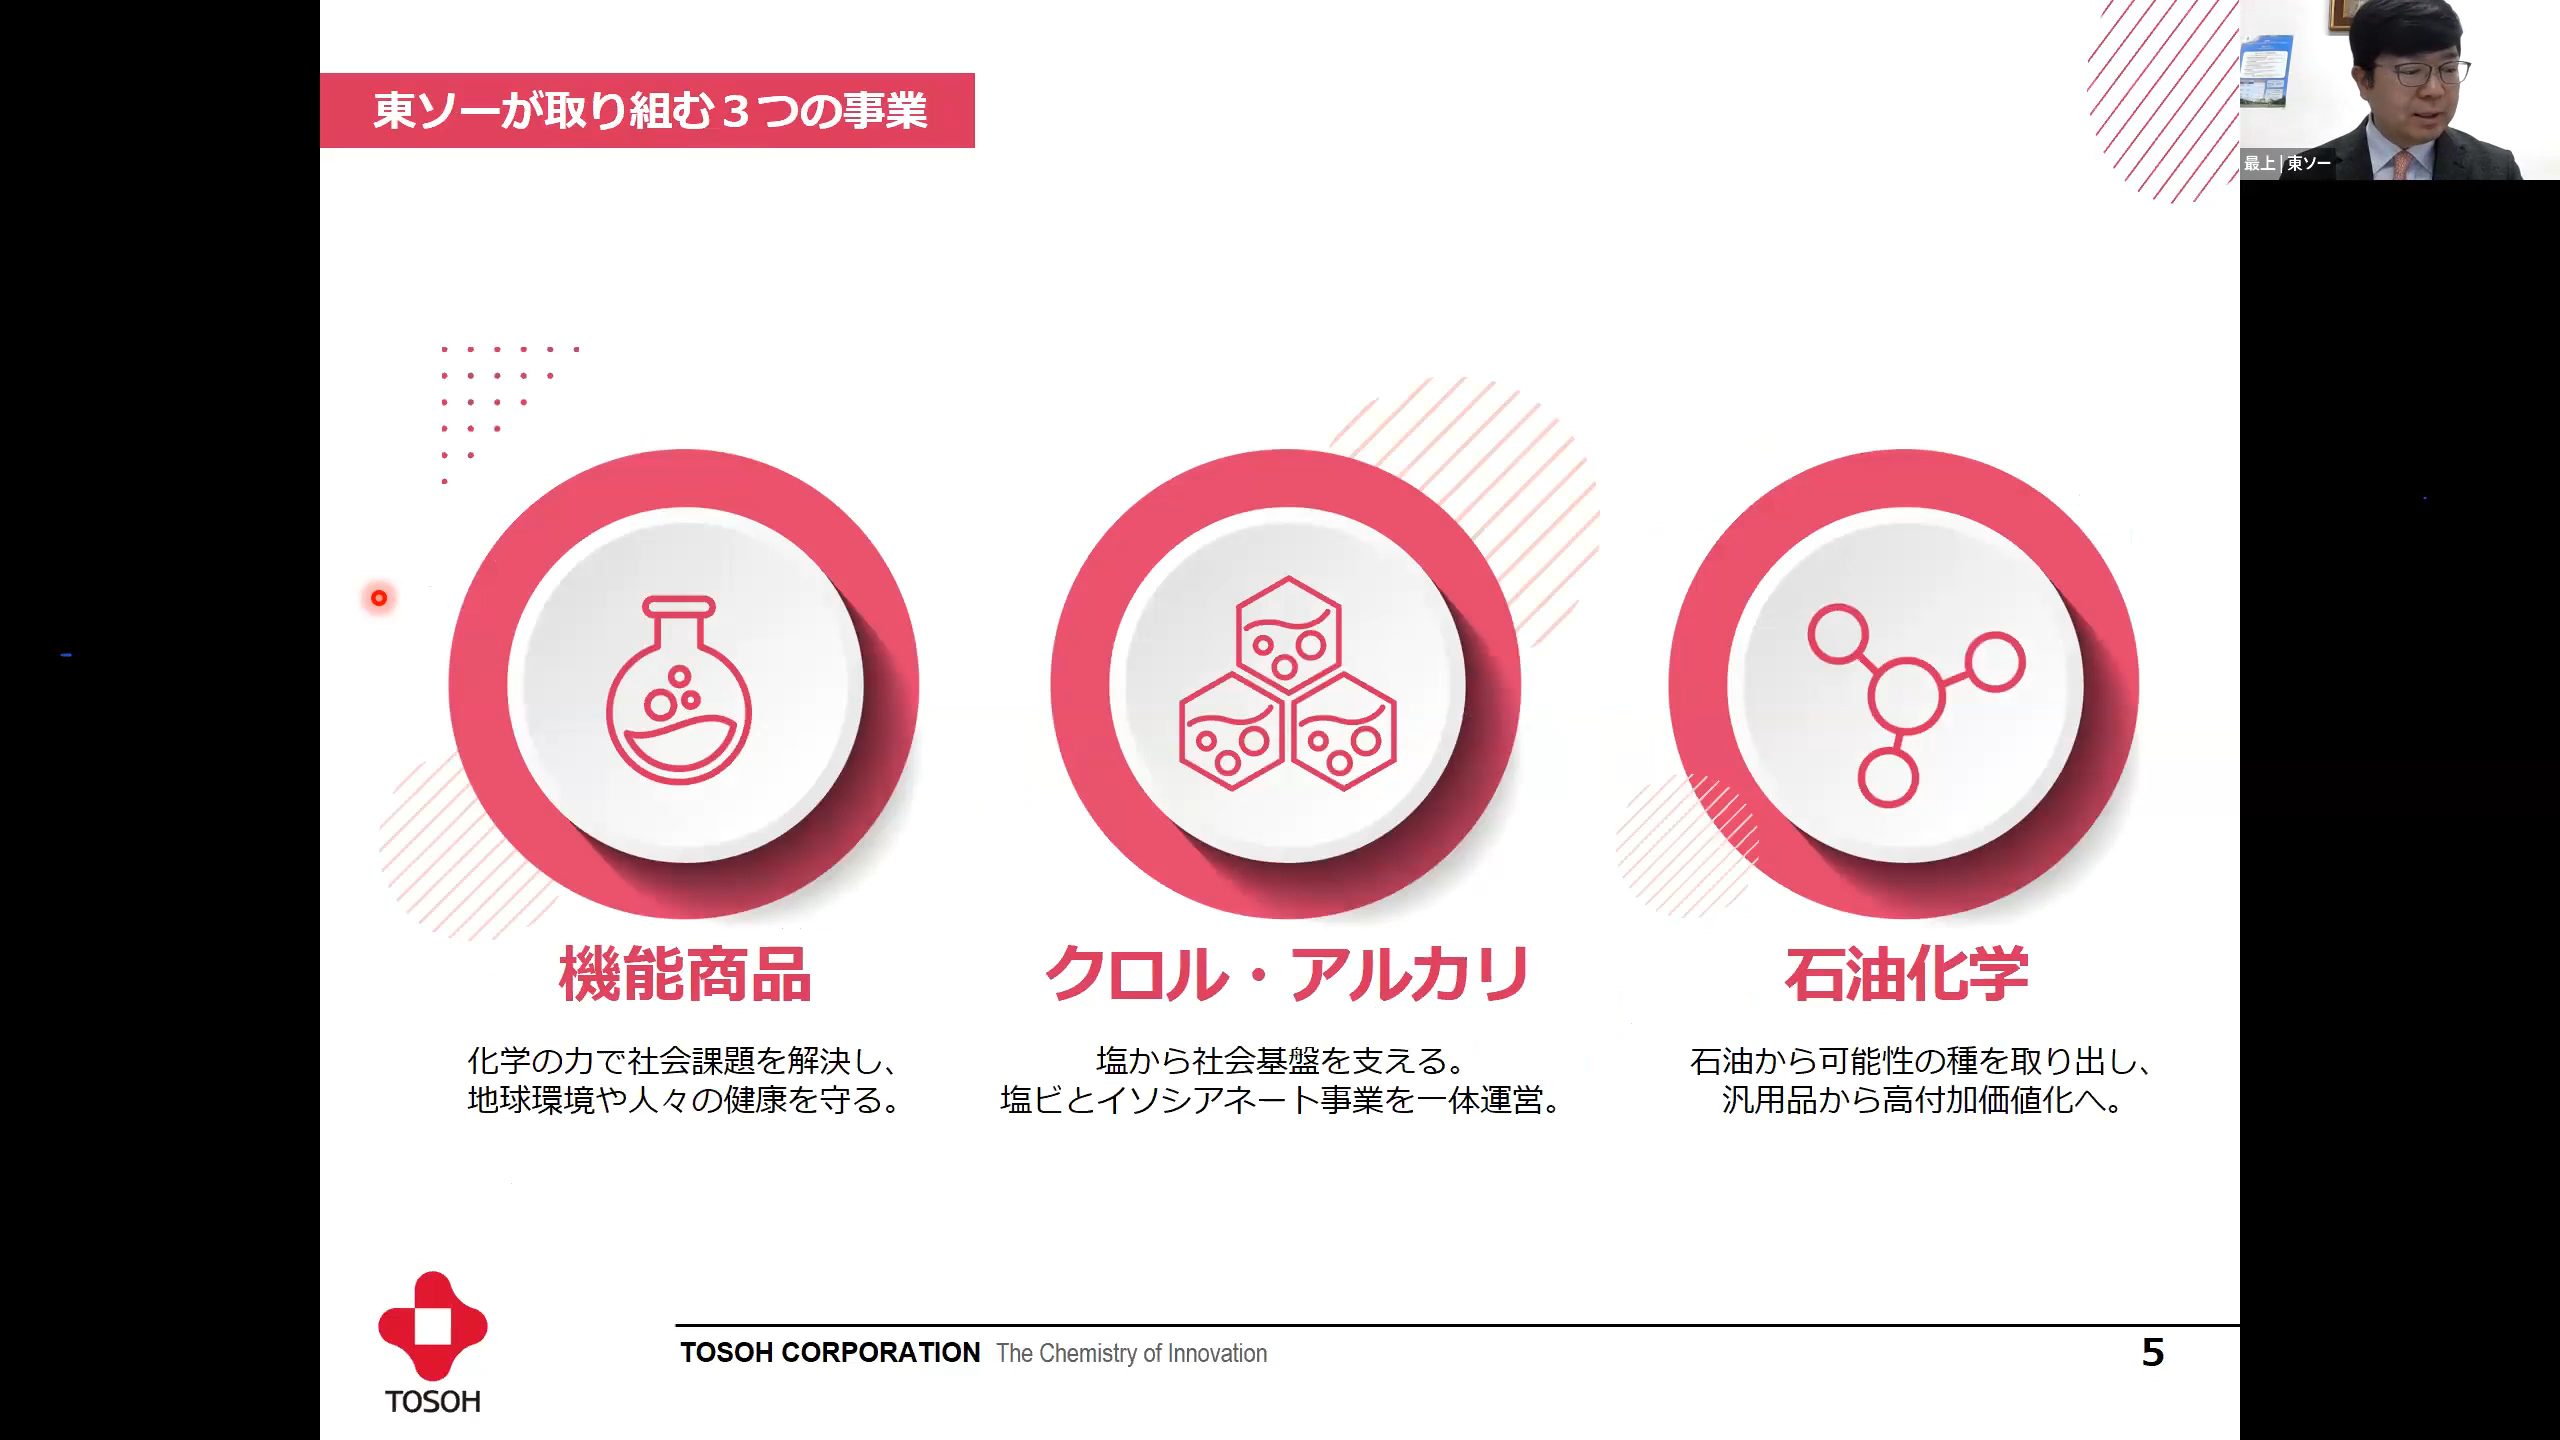 東ソーが取り組む３つの事業
最上 | 東ソー
機能商品
化学の力で社会課題を解決し、
地球環境や人々の健康を守る。
クロル・アルカリ
塩から社会基盤を支える。
塩ビとイソシアネート事業を一体運営。
石油化学
石油から可能性の種を取り出し、
汎用品から高付加価値化へ。
TOSOH
TOSOH CORPORATION The Chemistry of Innovation
5